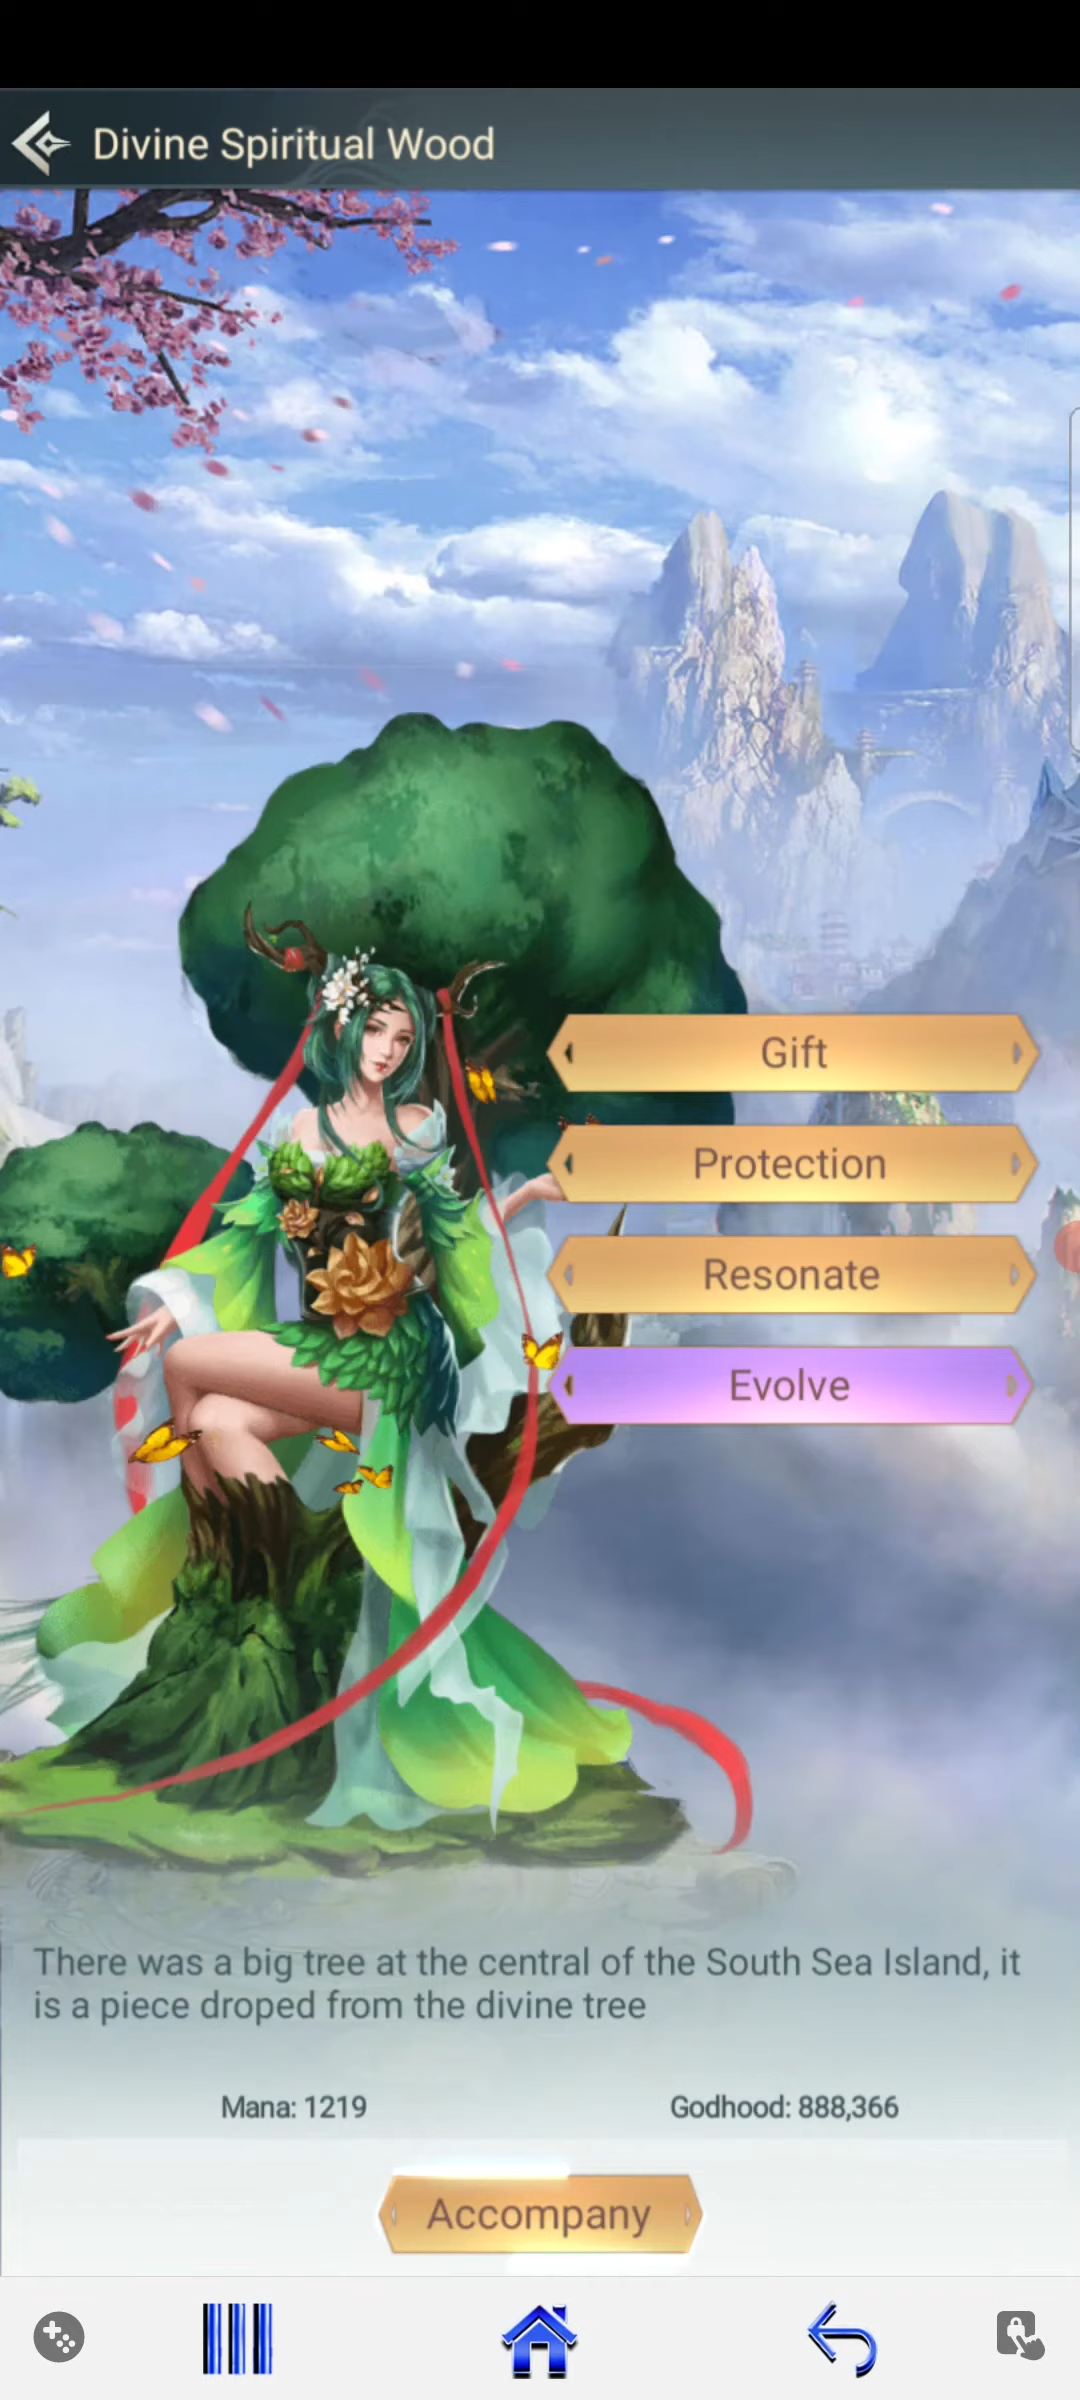 Divine Spiritual Wood
Gift
Protection
Resonate
Evolve
There was a big tree at the central of the South Sea Island, it
is a piece droped from the divine tree
Mana: 1219
Godhood: 888,366
Accompany